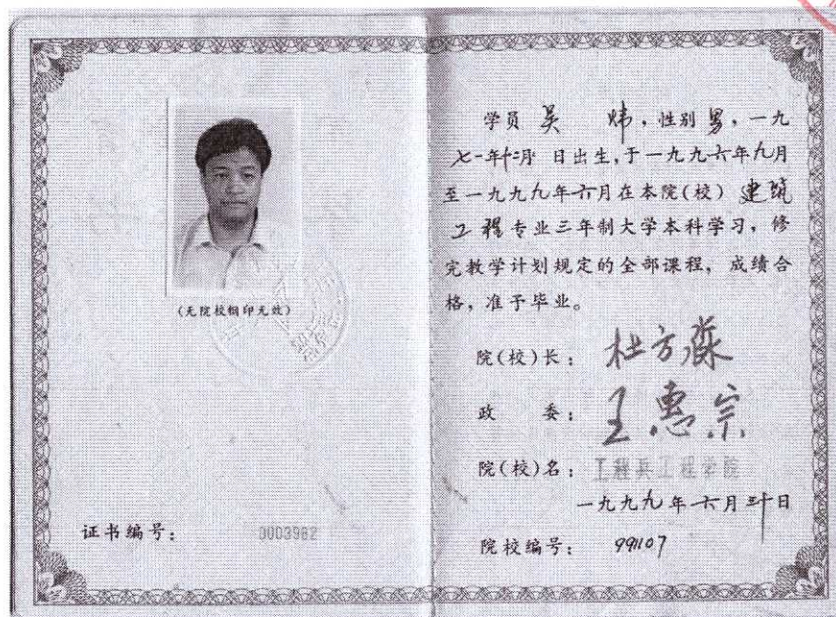 (无院校钢印无效)
证书编号: 0003982
学员 吴 炜,性别男,一九
七一年十二月 日出生,于一九九六年九月
至一九九九年六月在本院(校) 建筑
工程专业三年制大学本科学习,修
完教学计划规定的全部课程,成绩合
格,准予毕业。
院(校)长: 杜方淼
政 委: 王惠宗
院(校)名: 工程兵工程学院
一九九九年六月三十日
院校编号: 991107